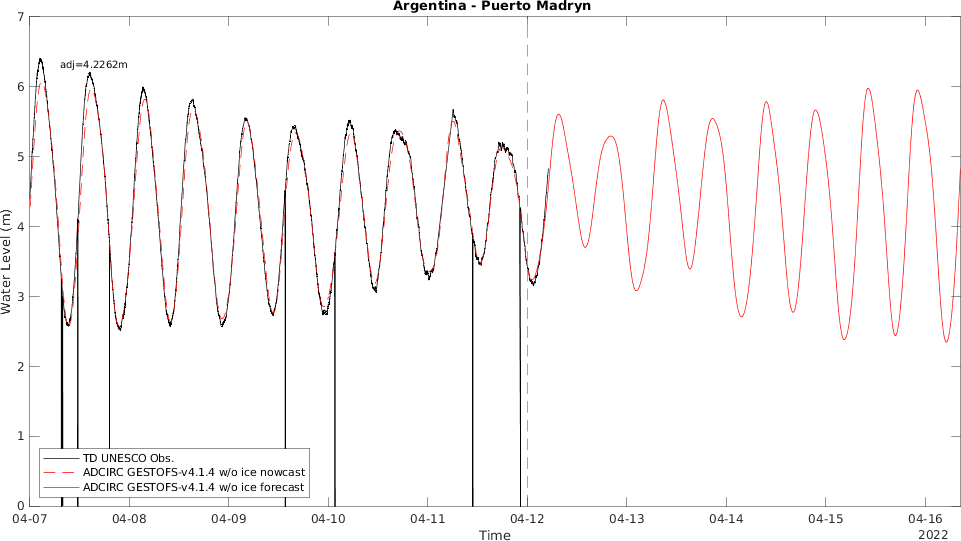 Argentina - Puerto Madryn
7
adj=4.2262m
6
5
4
3
2
1
0
Water Level (m)
TD UNESCO Obs.
ADCIRC GESTOFS-v4.1.4 w/o ice nowcast
ADCIRC GESTOFS-v4.1.4 w/o ice forecast
04-07 04-08 04-09 04-10 04-11 04-12 04-13 04-14 04-15 04-16
Time 2022